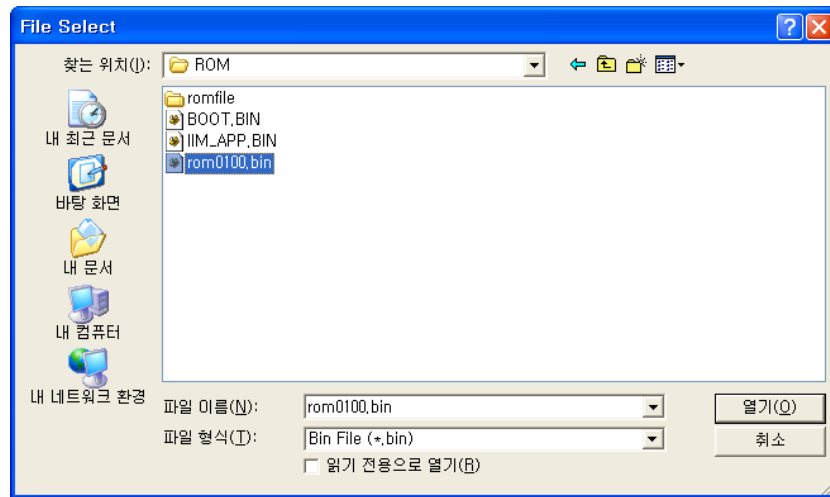 File Select
찾는 위치(I): ROM
romfile
BOOT.BIN
IIM_APP.BIN
rom0100.bin
내 최근 문서
바탕 화면
내 문서
내 컴퓨터
내 네트워크 환경
파일 이름(N): rom0100.bin 열기(O)
파일 형식(T): Bin File (*.bin) 취소
읽기 전용으로 열기(R)